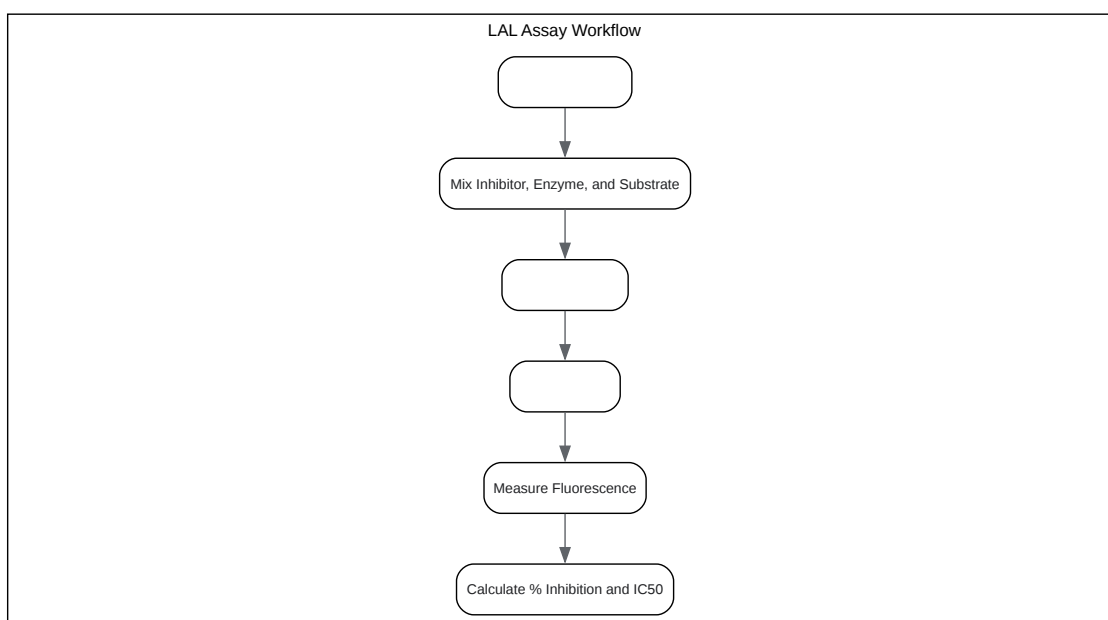 LAL Assay Workflow
Mix Inhibitor, Enzyme, and Substrate
Measure Fluorescence
Calculate % Inhibition and IC50